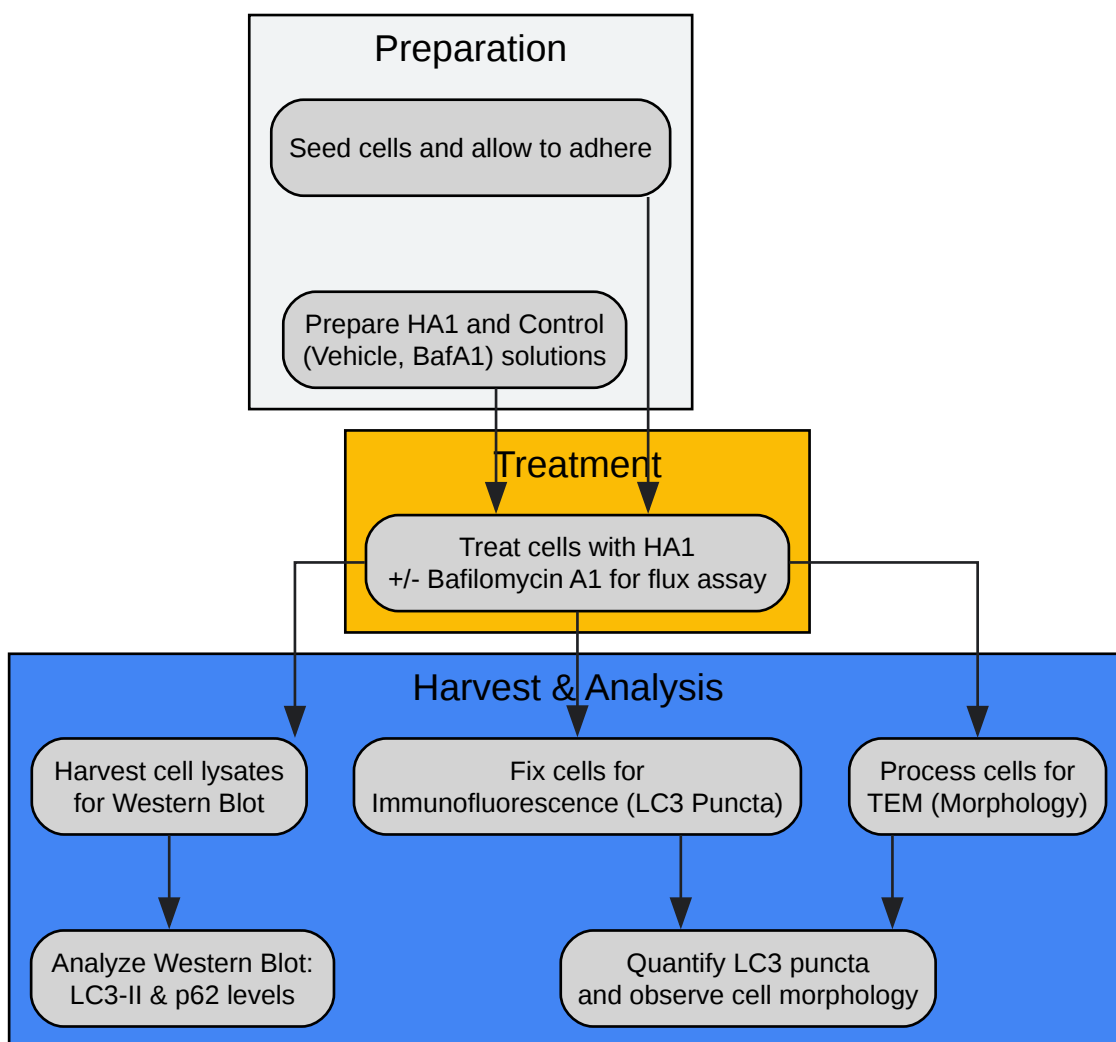 Preparation
Seed cells and allow to adhere
Prepare HA1 and Control
(Vehicle, BafA1) solutions
Treatment
Treat cells with HA1
+/- Bafilomycin A1 for flux assay
Harvest & Analysis
Harvest cell lysates
for Western Blot
Fix cells for
Immunofluorescence (LC3 Puncta)
Process cells for
TEM (Morphology)
Analyze Western Blot:
LC3-II & p62 levels
Quantify LC3 puncta
and observe cell morphology